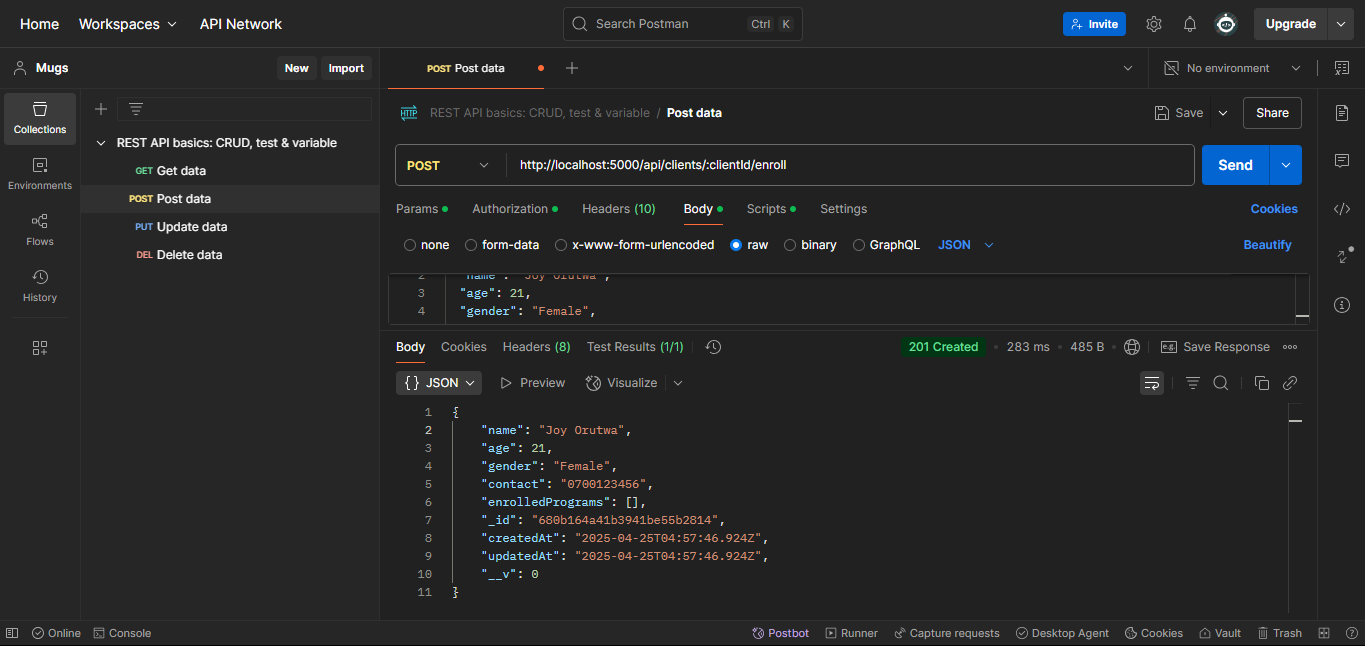 Home Workspaces API Network Search Postman Ctrl K Invite Upgrade
Mugs New Import POST Post data No environment
Collections
Environments
Flows
History
REST API basics: CRUD, test & variable
GET Get data
POST Post data
PUT Update data
DEL Delete data
HTTP REST API basics: CRUD, test & variable / Post data Save Share
POST http://localhost:5000/api/clients/:clientId/enroll Send
Params Authorization Headers (10) Body Scripts Settings Cookies
none form-data x-www-form-urlencoded raw binary GraphQL JSON Beautify
2 "name": "Joy Orutwa",
3 "age": 21,
4 "gender": "Female",
Body Cookies Headers (8) Test Results (1/1) 201 Created 283 ms 485 B e.g. Save Response
{} JSON Preview Visualize
1 {
2 "name": "Joy Orutwa",
3 "age": 21,
4 "gender": "Female",
5 "contact": "0700123456",
6 "enrolledPrograms": [],
7 "_id": "680b164a41b3941be55b2814",
8 "createdAt": "2025-04-25T04:57:46.924Z",
9 "updatedAt": "2025-04-25T04:57:46.924Z",
10 "__v": 0
11 }
Online Console Postbot Runner Capture requests Desktop Agent Cookies Vault Trash